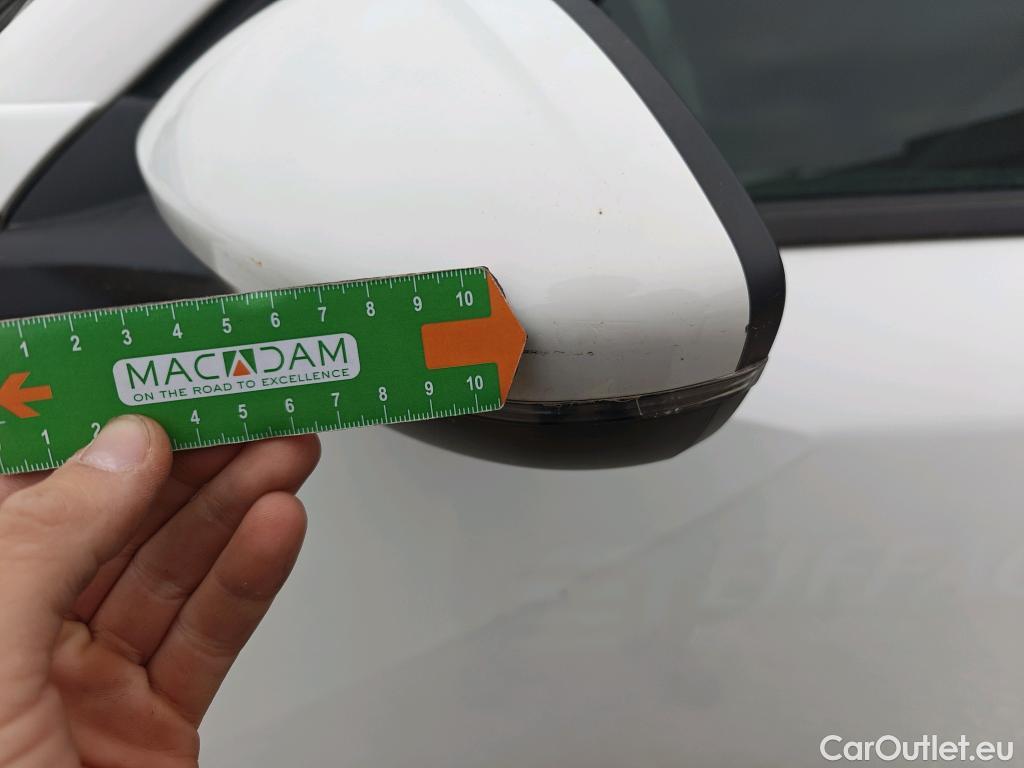 1 2 3 4 5 6 7 8 9 10
MACADAM
ON THE ROAD TO EXCELLENCE
1 2 4 5 6 7 8 9 10
CarOutlet.eu